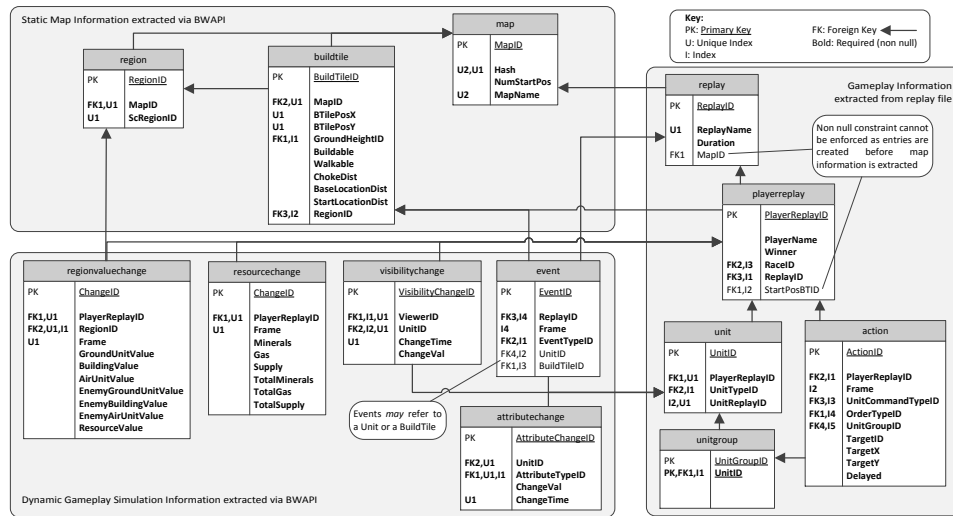 Static Map Information extracted via BWAPI
map
PK MapID
U2,U1 Hash
NumStartPos
U2 MapName
Key:
PK: Primary Key
U: Unique Index
I: Index
FK: Foreign Key
Bold: Required (non null)
region
PK RegionID
FK1,U1 MapID
U1 ScRegionID
buildtile
PK BuildTileID
FK2,U1 MapID
U1 BTilePosX
U1 BTilePosY
FK1,I1 GroundHeightID
Buildable
Walkable
ChokeDist
BaseLocationDist
StartLocationDist
FK3,I2 RegionID
Gameplay Information
extracted from replay file
replay
PK ReplayID
U1 ReplayName
Duration
FK1 MapID
Non null constraint cannot
be enforced as entries are
created before map
information is extracted
playerreplay
PK PlayerReplayID
PlayerName
Winner
FK2,I3 RaceID
FK3,I1 ReplayID
FK1,I2 StartPosBTID
regionvaluechange
PK ChangeID
FK1,U1 PlayerReplayID
FK2,U1,I1 RegionID
U1 Frame
GroundUnitValue
BuildingValue
AirUnitValue
EnemyGroundUnitValue
EnemyBuildingValue
EnemyAirUnitValue
ResourceValue
resourcechange
PK ChangeID
FK1,U1 PlayerReplayID
U1 Frame
Minerals
Gas
Supply
TotalMinerals
TotalGas
TotalSupply
visibilitychange
PK VisibilityChangeID
FK1,I1,U1 ViewerID
FK2,I2,U1 UnitID
U1 ChangeTime
ChangeVal
event
PK EventID
FK3,I4 ReplayID
I4 Frame
FK2,I1 EventTypeID
FK4,I2 UnitID
FK1,I3 BuildTileID
Events may refer to
a Unit or a BuildTile
attributechange
PK AttributeChangeID
FK2,U1 UnitID
FK1,U1,I1 AttributeTypeID
ChangeVal
U1 ChangeTime
unit
PK UnitID
FK1,U1 PlayerReplayID
FK2,I1 UnitTypeID
I2,U1 UnitReplayID
unitgroup
PK UnitGroupID
PK,FK1,I1 UnitID
action
PK ActionID
FK2,I1 PlayerReplayID
I2 Frame
FK3,I3 UnitCommandTypeID
FK1,I4 OrderTypeID
FK4,I5 UnitGroupID
TargetID
TargetX
TargetY
Delayed
Dynamic Gameplay Simulation Information extracted via BWAPI